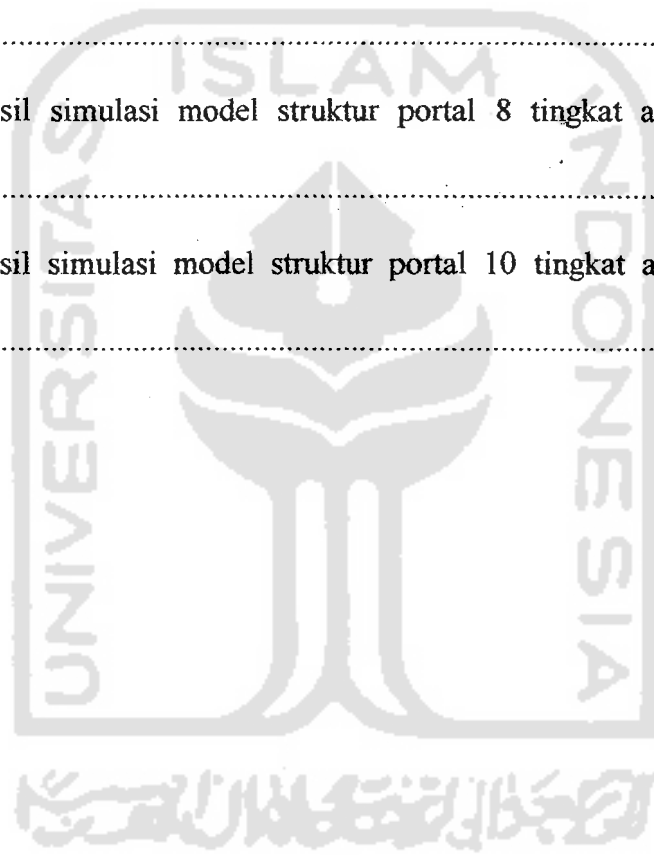 ........................................................................
sil simulasi model struktur portal 8 tingkat a
........................................................................
sil simulasi model struktur portal 10 tingkat a
........................................................................
ISLAM
UNIVERSITAS
INDONESIA